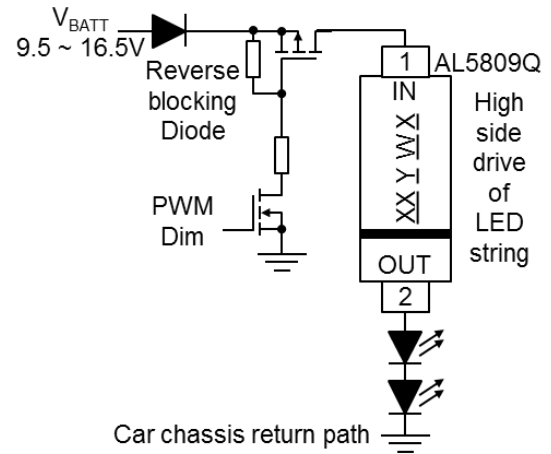 VBATT
9.5 ~ 16.5V
Reverse
blocking
Diode
PWM
Dim
1
AL5809Q
IN
XX Y WX
OUT
2
High
side
drive
of
LED
string
Car chassis return path